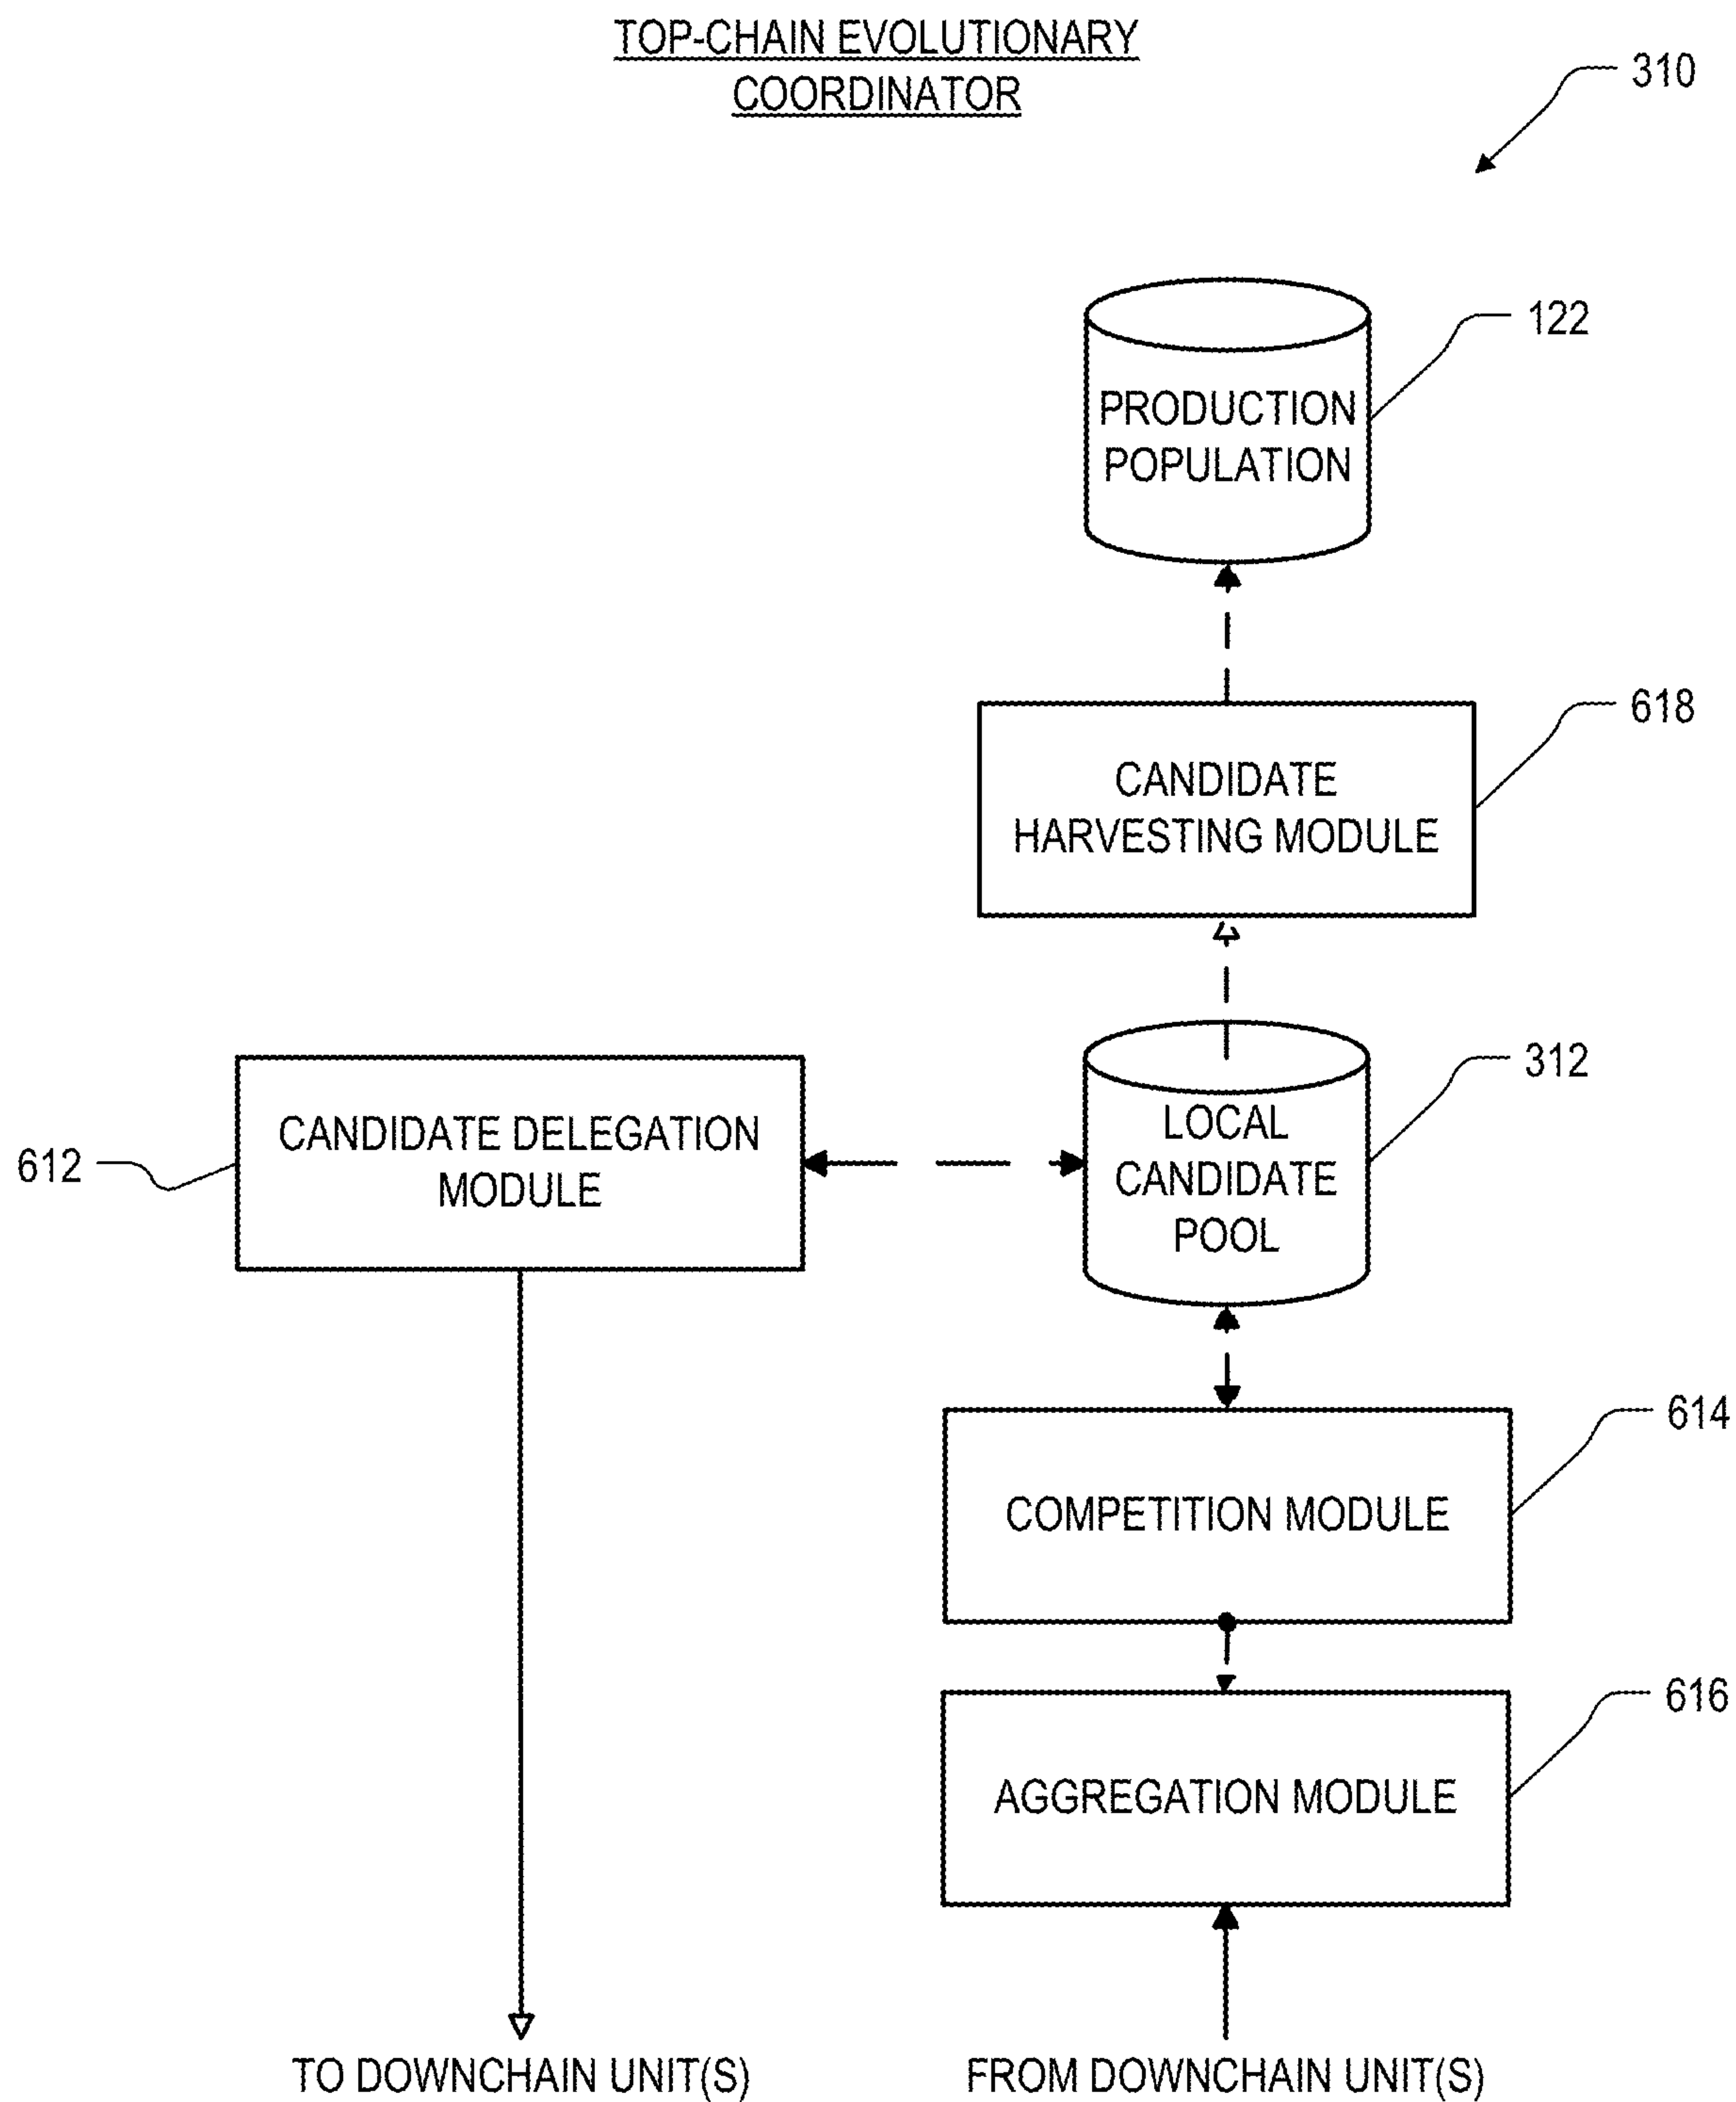 TOP-CHAIN EVOLUTIONARY
COORDINATOR
310
122
PRODUCTION
POPULATION
618
CANDIDATE
HARVESTING MODULE
312
LOCAL
CANDIDATE
POOL
CANDIDATE DELEGATION
MODULE
612
614
COMPETITION MODULE
616
AGGREGATION MODULE
TO DOWNCHAIN UNIT(S)
FROM DOWNCHAIN UNIT(S)